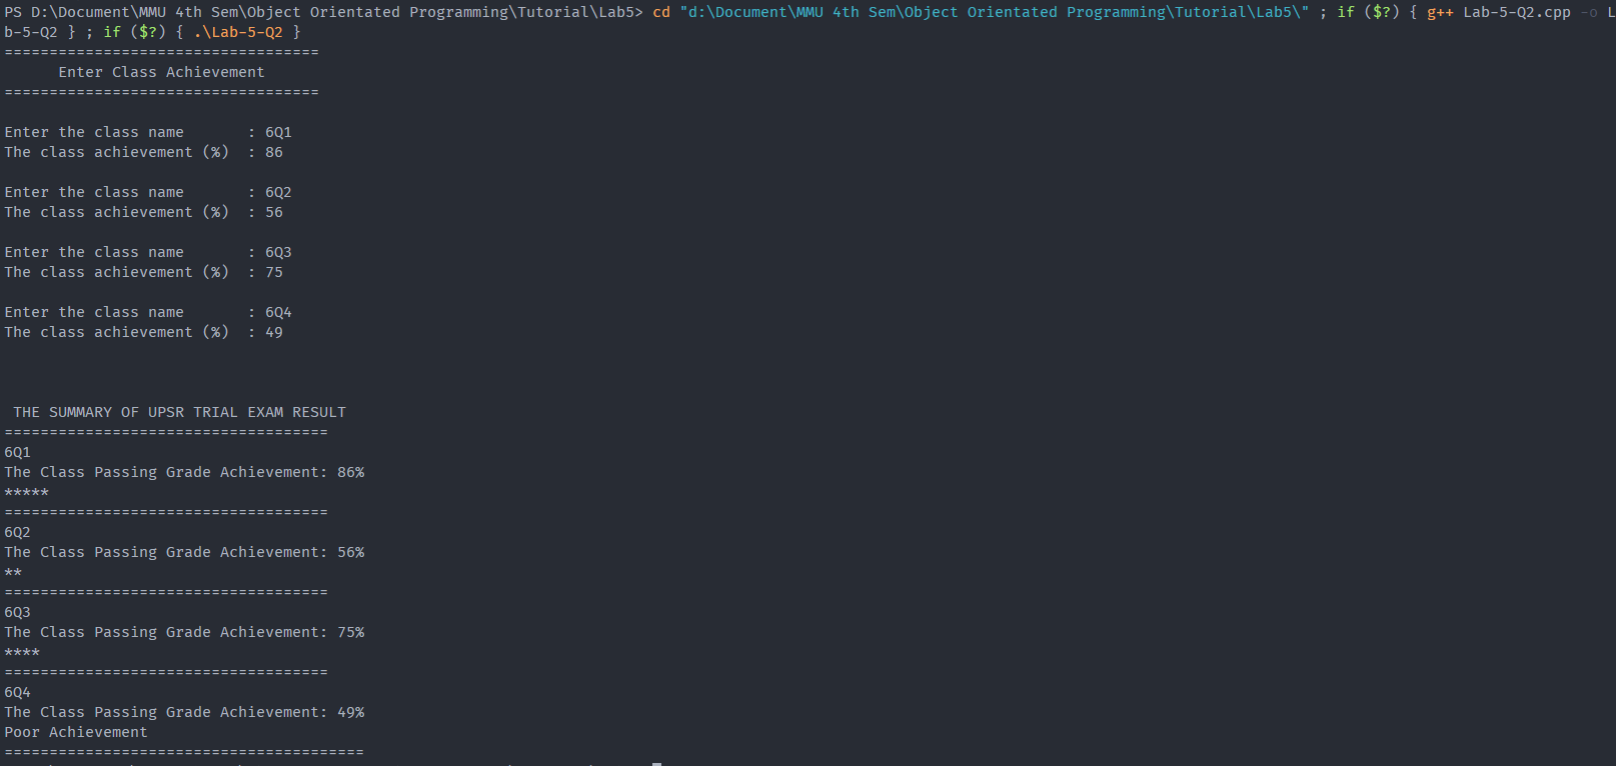 PS D:\Document\MMU 4th Sem\Object Orientated Programming\Tutorial\Lab5> cd "d:\Document\MMU 4th Sem\Object Orientated Programming\Tutorial\Lab5\" ; if ($?) { g++ Lab-5-Q2.cpp -o L
b-5-Q2 } ; if ($?) { .\Lab-5-Q2 }
===================================
Enter Class Achievement
===================================
Enter the class name       : 6Q1
The class achievement (%)  : 86
Enter the class name       : 6Q2
The class achievement (%)  : 56
Enter the class name       : 6Q3
The class achievement (%)  : 75
Enter the class name       : 6Q4
The class achievement (%)  : 49
THE SUMMARY OF UPSR TRIAL EXAM RESULT
====================================
6Q1
The Class Passing Grade Achievement: 86%
*****
====================================
6Q2
The Class Passing Grade Achievement: 56%
**
====================================
6Q3
The Class Passing Grade Achievement: 75%
****
====================================
6Q4
The Class Passing Grade Achievement: 49%
Poor Achievement
========================================